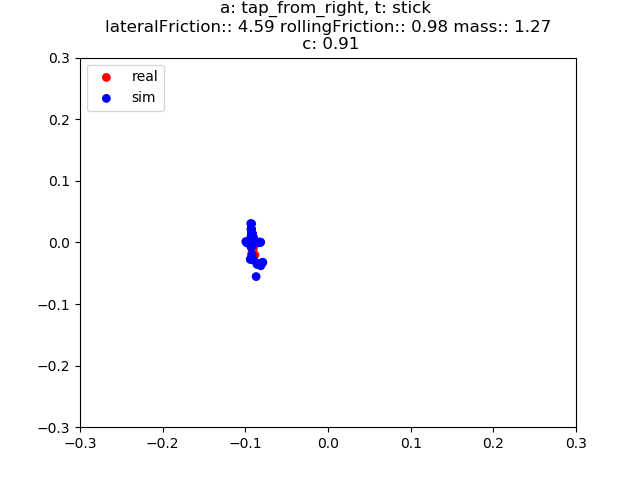 a: tap_from_right, t: stick
lateralFriction:: 4.59 rollingFriction:: 0.98 mass:: 1.27
c: 0.91
real
sim
0.3
0.2
0.1
0.0
−0.1
−0.2
−0.3
−0.3 −0.2 −0.1 0.0 0.1 0.2 0.3